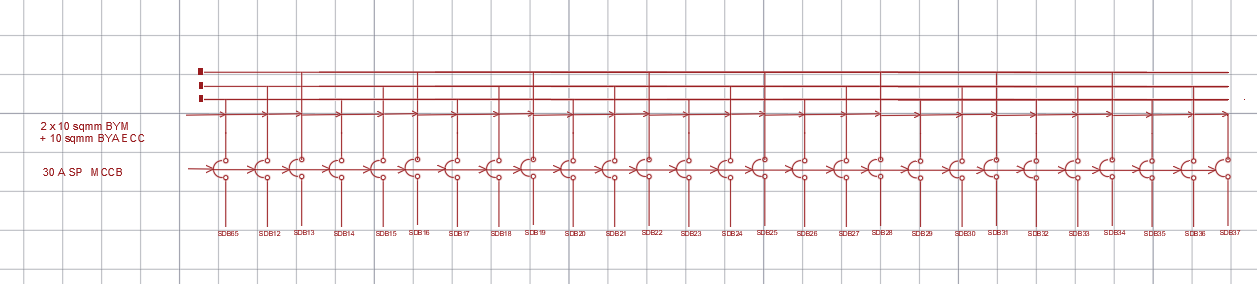 2 x 10 sqmm BYM
+ 10 sqmm BYA ECC
30 A SP MCCB
SDB65 SDB12 SDB13 SDB14 SDB15 SDB16 SDB17 SDB18 SDB19 SDB20 SDB21 SDB22 SDB23 SDB24 SDB25 SDB26 SDB27 SDB28 SDB29 SDB30 SDB31 SDB32 SDB33 SDB34 SDB35 SDB36 SDB37